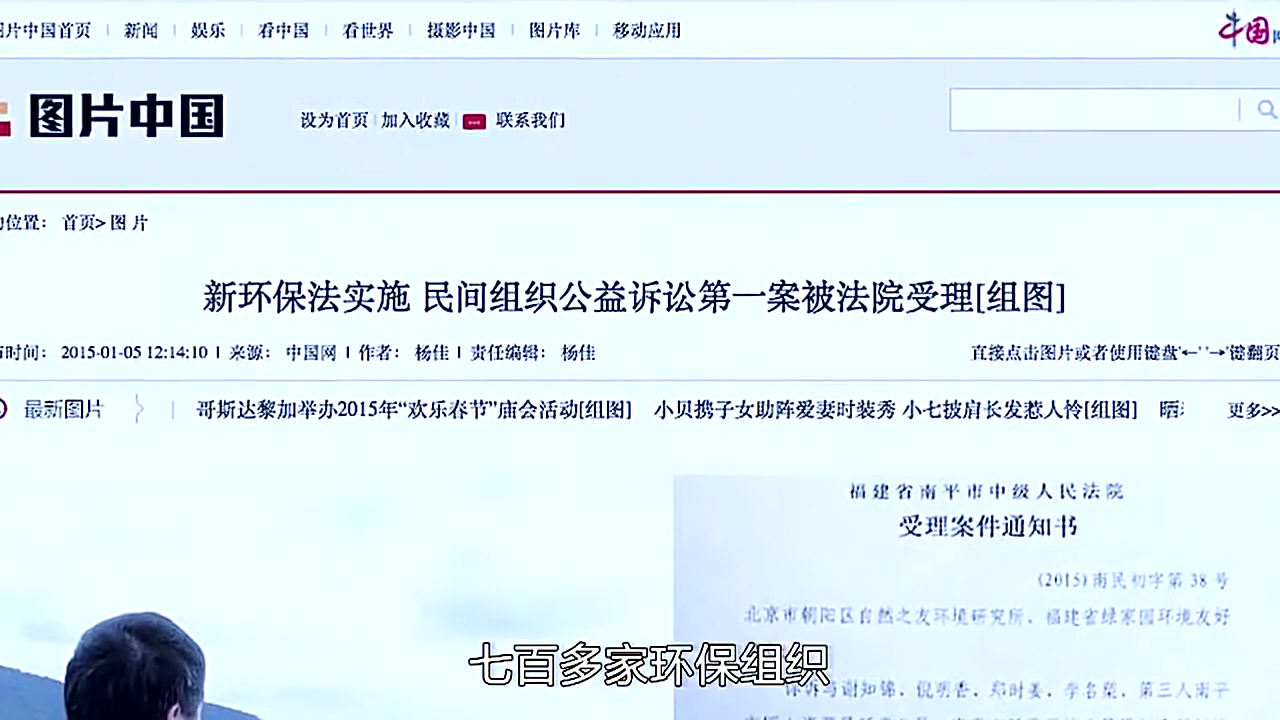 图片中国首页 | 新闻 | 娱乐 | 看中国 | 看世界 | 摄影中国 | 图片库 | 移动应用
中国网
图片中国
设为首页 加入收藏 联系我们
位置: 首页> 图 片
新环保法实施 民间组织公益诉讼第一案被法院受理[组图]
时间: 2015-01-05 12:14:10 | 来源: 中国网 | 作者: 杨佳 | 责任编辑: 杨佳
直接点击图片或者使用键盘'←' '→'键翻页
最新图片
哥斯达黎加举办2015年“欢乐春节”庙会活动[组图] 小贝携子女助阵爱妻时装秀 小七披肩长发惹人怜[组图] 晒 更多>>
福建省南平市中级人民法院
受理案件通知书
(2015)南民初字第 38 号
北京市朝阳区自然之友环境研究所、福建省绿家园环境友好
诉谢知锦、倪明香、郑时姜、李名槊、第三人南平
七百多家环保组织